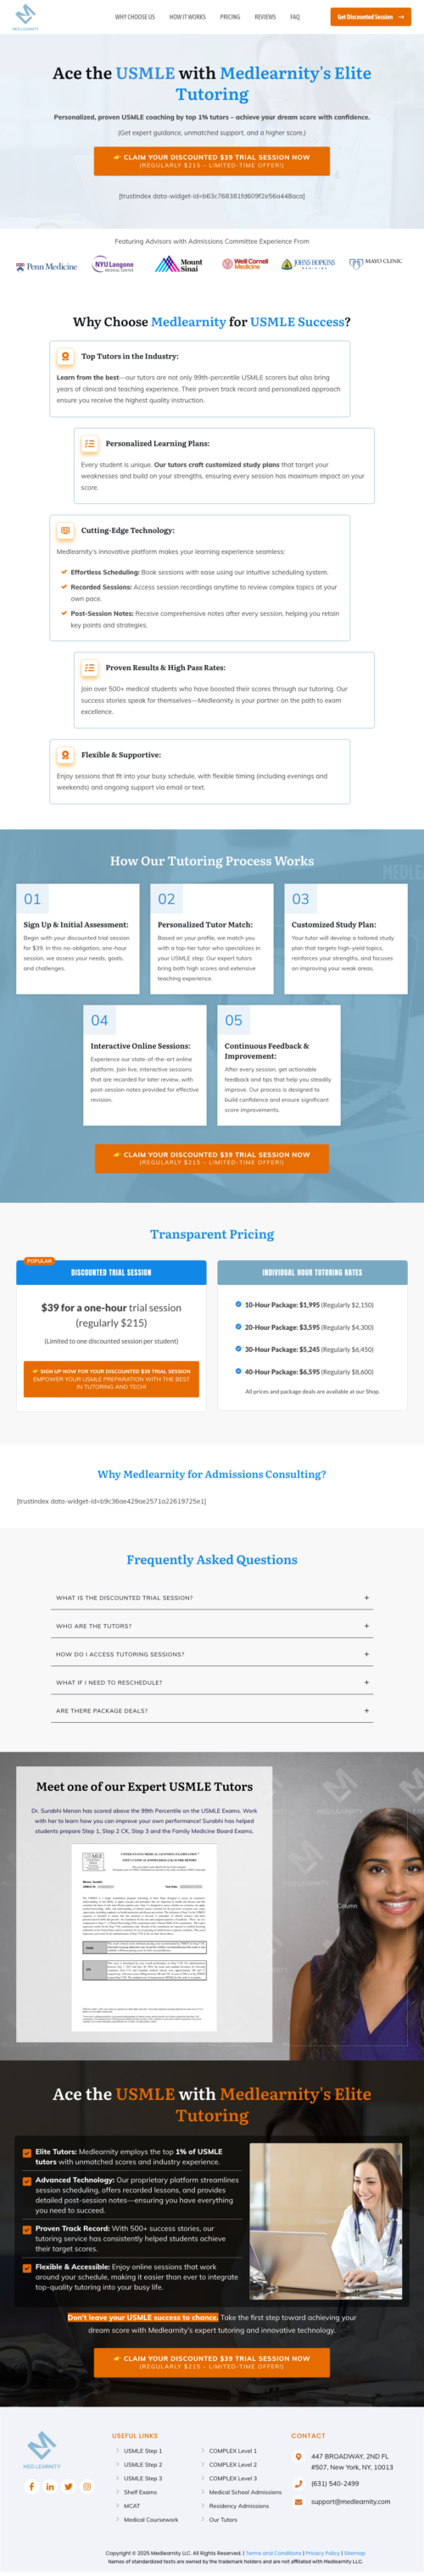 MEDLEARNITY
WHY CHOOSE US
HOW IT WORKS
PRICING
REVIEWS
FAQ
Get Discounted Session →
Ace the USMLE with Medlearnity's Elite
Tutoring
Personalized, proven USMLE coaching by top 1% tutors – achieve your dream score with confidence.
(Get expert guidance, unmatched support, and a higher score.)
CLAIM YOUR DISCOUNTED $39 TRIAL SESSION NOW
(REGULARLY $215 – LIMITED-TIME OFFER!)
Featuring Advisors with Admissions Committee Experience From
Penn Medicine
NYU Langone
MEDICAL CENTER
Mount
Sinai
Weill Cornell
Medicine
JOHNS HOPKINS
MEDICINE
MAYO CLINIC
Why Choose Medlearnity for USMLE Success?
Top Tutors in the Industry:
Learn from the best—our tutors are not only 99th-percentile USMLE scorers but also bring
years of clinical and teaching experience. Their proven track record and personalized approach
ensure you receive the highest quality instruction.
Personalized Learning Plans:
Every student is unique. Our tutors craft customized study plans that target your
weaknesses and build on your strengths, ensuring every session has maximum impact on your
score.
Cutting-Edge Technology:
Medlearnity's innovative platform makes your learning experience seamless:
Effortless Scheduling: Book sessions with ease using our intuitive scheduling system.
Recorded Sessions: Access session recordings anytime to review complex topics at your
own pace.
Post-Session Notes: Receive comprehensive notes after every session, helping you retain
key points and strategies.
Proven Results & High Pass Rates:
Join over 500+ medical students who have boosted their scores through our tutoring. Our
success stories speak for themselves—Medlearnity is your partner on the path to exam
excellence.
Flexible & Supportive:
Enjoy sessions that fit into your busy schedule, with flexible timing (including evenings and
weekends) and ongoing support via email or text.
How Our Tutoring Process Works
01
Sign Up & Initial Assessment:
Begin with your discounted trial session
for $39. In this no-obligation, one-hour
session, we assess your needs, goals,
and challenges.
02
Personalized Tutor Match:
Based on your profile, we match you
with a top-tier tutor who specializes in
your USMLE step. Our expert tutors
bring both high scores and extensive
teaching experience.
03
Customized Study Plan:
Your tutor will develop a tailored study
plan that targets high-yield topics,
reinforces your strengths, and focuses
on improving your weak areas.
04
Interactive Online Sessions:
Experience our state-of-the-art online
platform. Join live, interactive sessions
that are recorded for later review, with
post-session notes provided for effective
revision.
05
Continuous Feedback &
Improvement:
After every session, get actionable
feedback and tips that help you steadily
improve. Our process is designed to
build confidence and ensure significant
score improvements.
CLAIM YOUR DISCOUNTED $39 TRIAL SESSION NOW
(REGULARLY $215 – LIMITED-TIME OFFER!)
Transparent Pricing
POPULAR
DISCOUNTED TRIAL SESSION
$39 for a one-hour trial session
(regularly $215)
(Limited to one discounted session per student)
SIGN UP NOW FOR YOUR DISCOUNTED $39 TRIAL SESSION
EMPOWER YOUR USMLE PREPARATION WITH THE BEST
IN TUTORING AND TECH!
INDIVIDUAL HOUR TUTORING RATES
10-Hour Package: $1,995 (Regularly $2,150)
20-Hour Package: $3,595 (Regularly $4,300)
30-Hour Package: $5,245 (Regularly $6,450)
40-Hour Package: $6,595 (Regularly $8,600)
All prices and package deals are available at our Shop.
Why Medlearnity for Admissions Consulting?
Frequently Asked Questions
WHAT IS THE DISCOUNTED TRIAL SESSION? +
WHO ARE THE TUTORS? +
HOW DO I ACCESS TUTORING SESSIONS? +
WHAT IF I NEED TO RESCHEDULE? +
ARE THERE PACKAGE DEALS? +
Meet one of our Expert USMLE Tutors
Dr. Surabhi Menon has scored above the 99th Percentile on the USMLE Exams. Work
with her to learn how you can improve your own performance! Surabhi has helped
students prepare Step 1, Step 2 CK, Step 3 and the Family Medicine Board Exams.
Column
Ace the USMLE with Medlearnity's Elite
Tutoring
Elite Tutors: Medlearnity employs the top 1% of USMLE
tutors with unmatched scores and industry experience.
Advanced Technology: Our proprietary platform streamlines
session scheduling, offers recorded lessons, and provides
detailed post-session notes—ensuring you have everything
you need to succeed.
Proven Track Record: With 500+ success stories, our
tutoring service has consistently helped students achieve
their target scores.
Flexible & Accessible: Enjoy online sessions that work
around your schedule, making it easier than ever to integrate
top-quality tutoring into your busy life.
Don't leave your USMLE success to chance. Take the first step toward achieving your
dream score with Medlearnity's expert tutoring and innovative technology.
CLAIM YOUR DISCOUNTED $39 TRIAL SESSION NOW
(REGULARLY $215 – LIMITED-TIME OFFER!)
MED LEARNITY
USEFUL LINKS
USMLE Step 1
USMLE Step 2
USMLE Step 3
Shelf Exams
MCAT
Medical Coursework
COMPLEX Level 1
COMPLEX Level 2
COMPLEX Level 3
Medical School Admissions
Residency Admissions
Our Tutors
CONTACT
447 BROADWAY, 2ND FL
#507, New York, NY, 10013
(631) 540-2499
support@medlearnity.com
Copyright © 2025 Medlearnity LLC. All Rights Reserved. | Terms and Conditions | Privacy Policy | Sitemap
Names of standardized tests are owned by the trademark holders and are not affiliated with Medlearnity LLC.